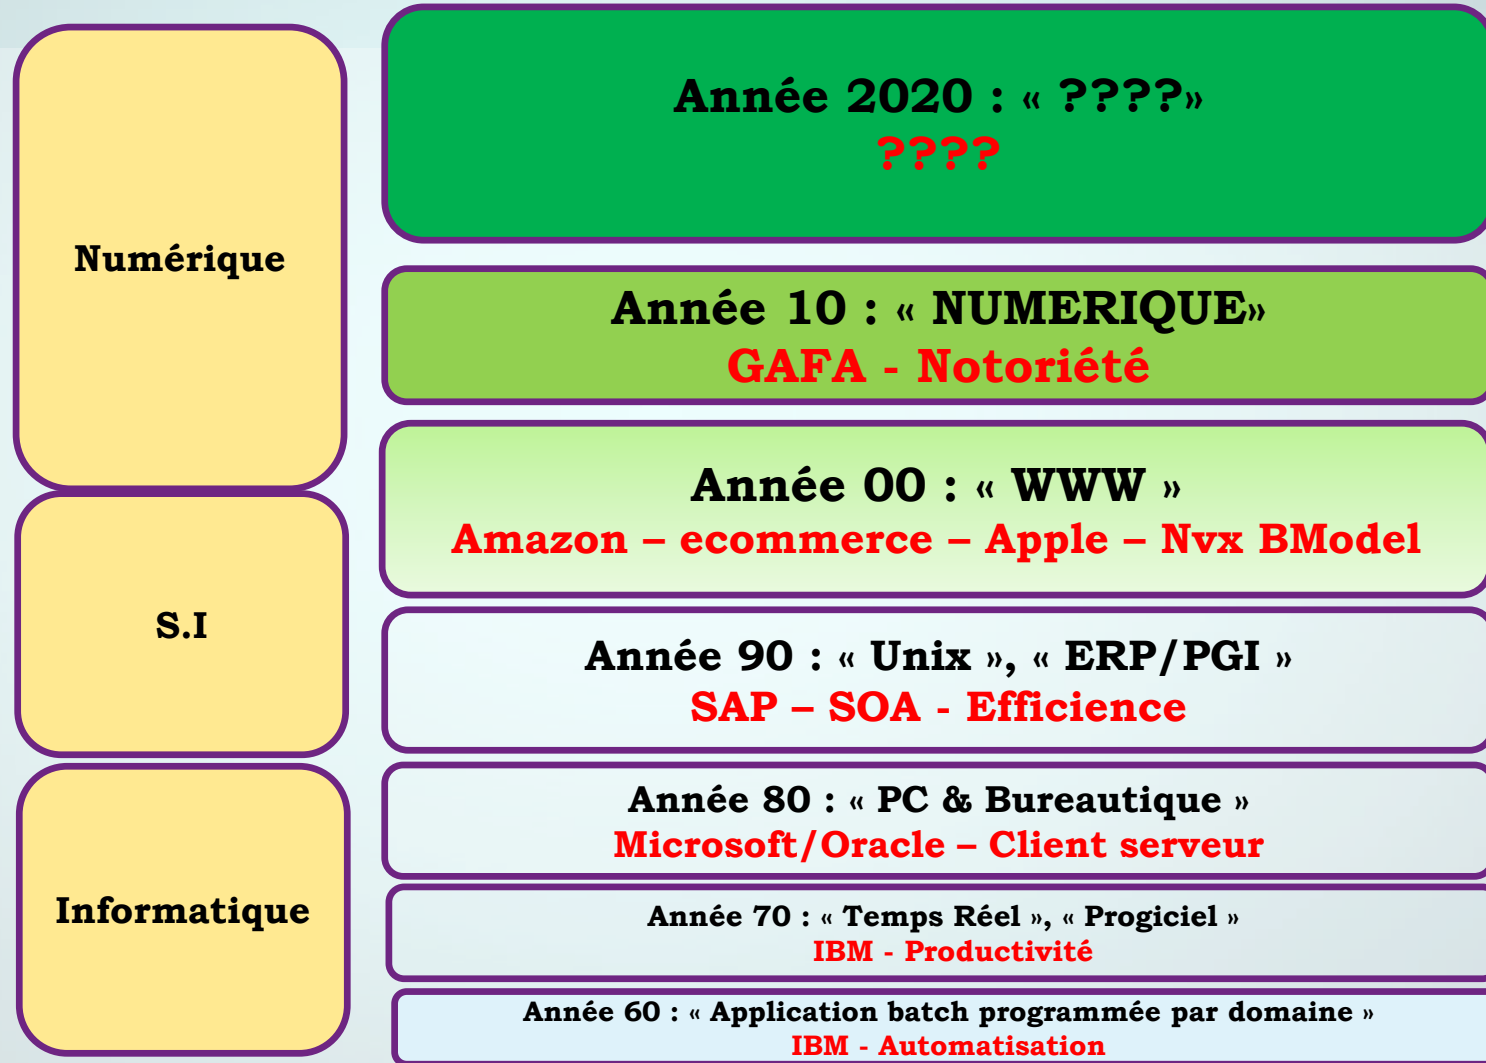 Numérique
Année 2020 : « ????»
????
Année 10 : « NUMERIQUE»
GAFA - Notoriété
Année 00 : « WWW »
Amazon – ecommerce – Apple – Nvx BModel
S.I
Année 90 : « Unix », « ERP/PGI »
SAP – SOA - Efficience
Informatique
Année 80 : « PC & Bureautique »
Microsoft/Oracle – Client serveur
Année 70 : « Temps Réel », « Progiciel »
IBM - Productivité
Année 60 : « Application batch programmée par domaine »
IBM - Automatisation